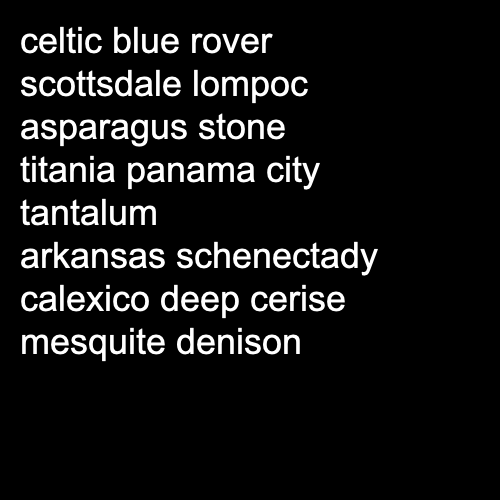 celtic blue rover
scottsdale lompoc
asparagus stone
titania panama city
tantalum
arkansas schenectady
calexico deep cerise
mesquite denison